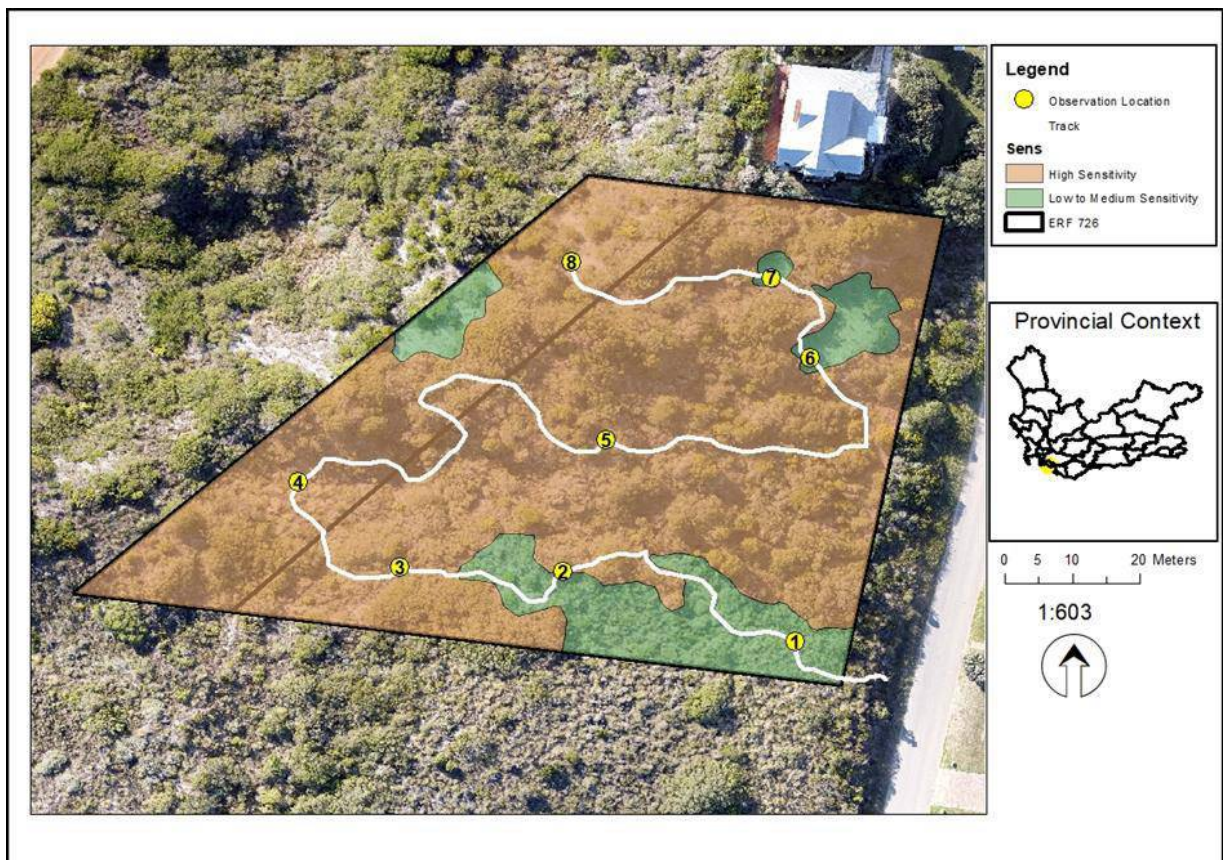 Legend
Observation Location
Track
Sens
High Sensitivity
Low to Medium Sensitivity
ERF 726
Provincial Context
0 5 10 20 Meters
1:603
8
7
6
5
4
3
2
1